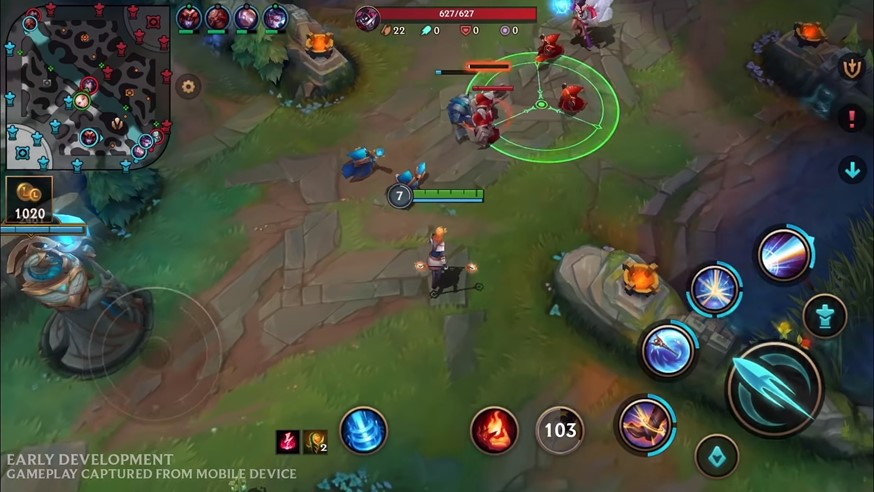 627/627
22 0 0 0
1020
7
2
103
EARLY DEVELOPMENT
GAMEPLAY CAPTURED FROM MOBILE DEVICE